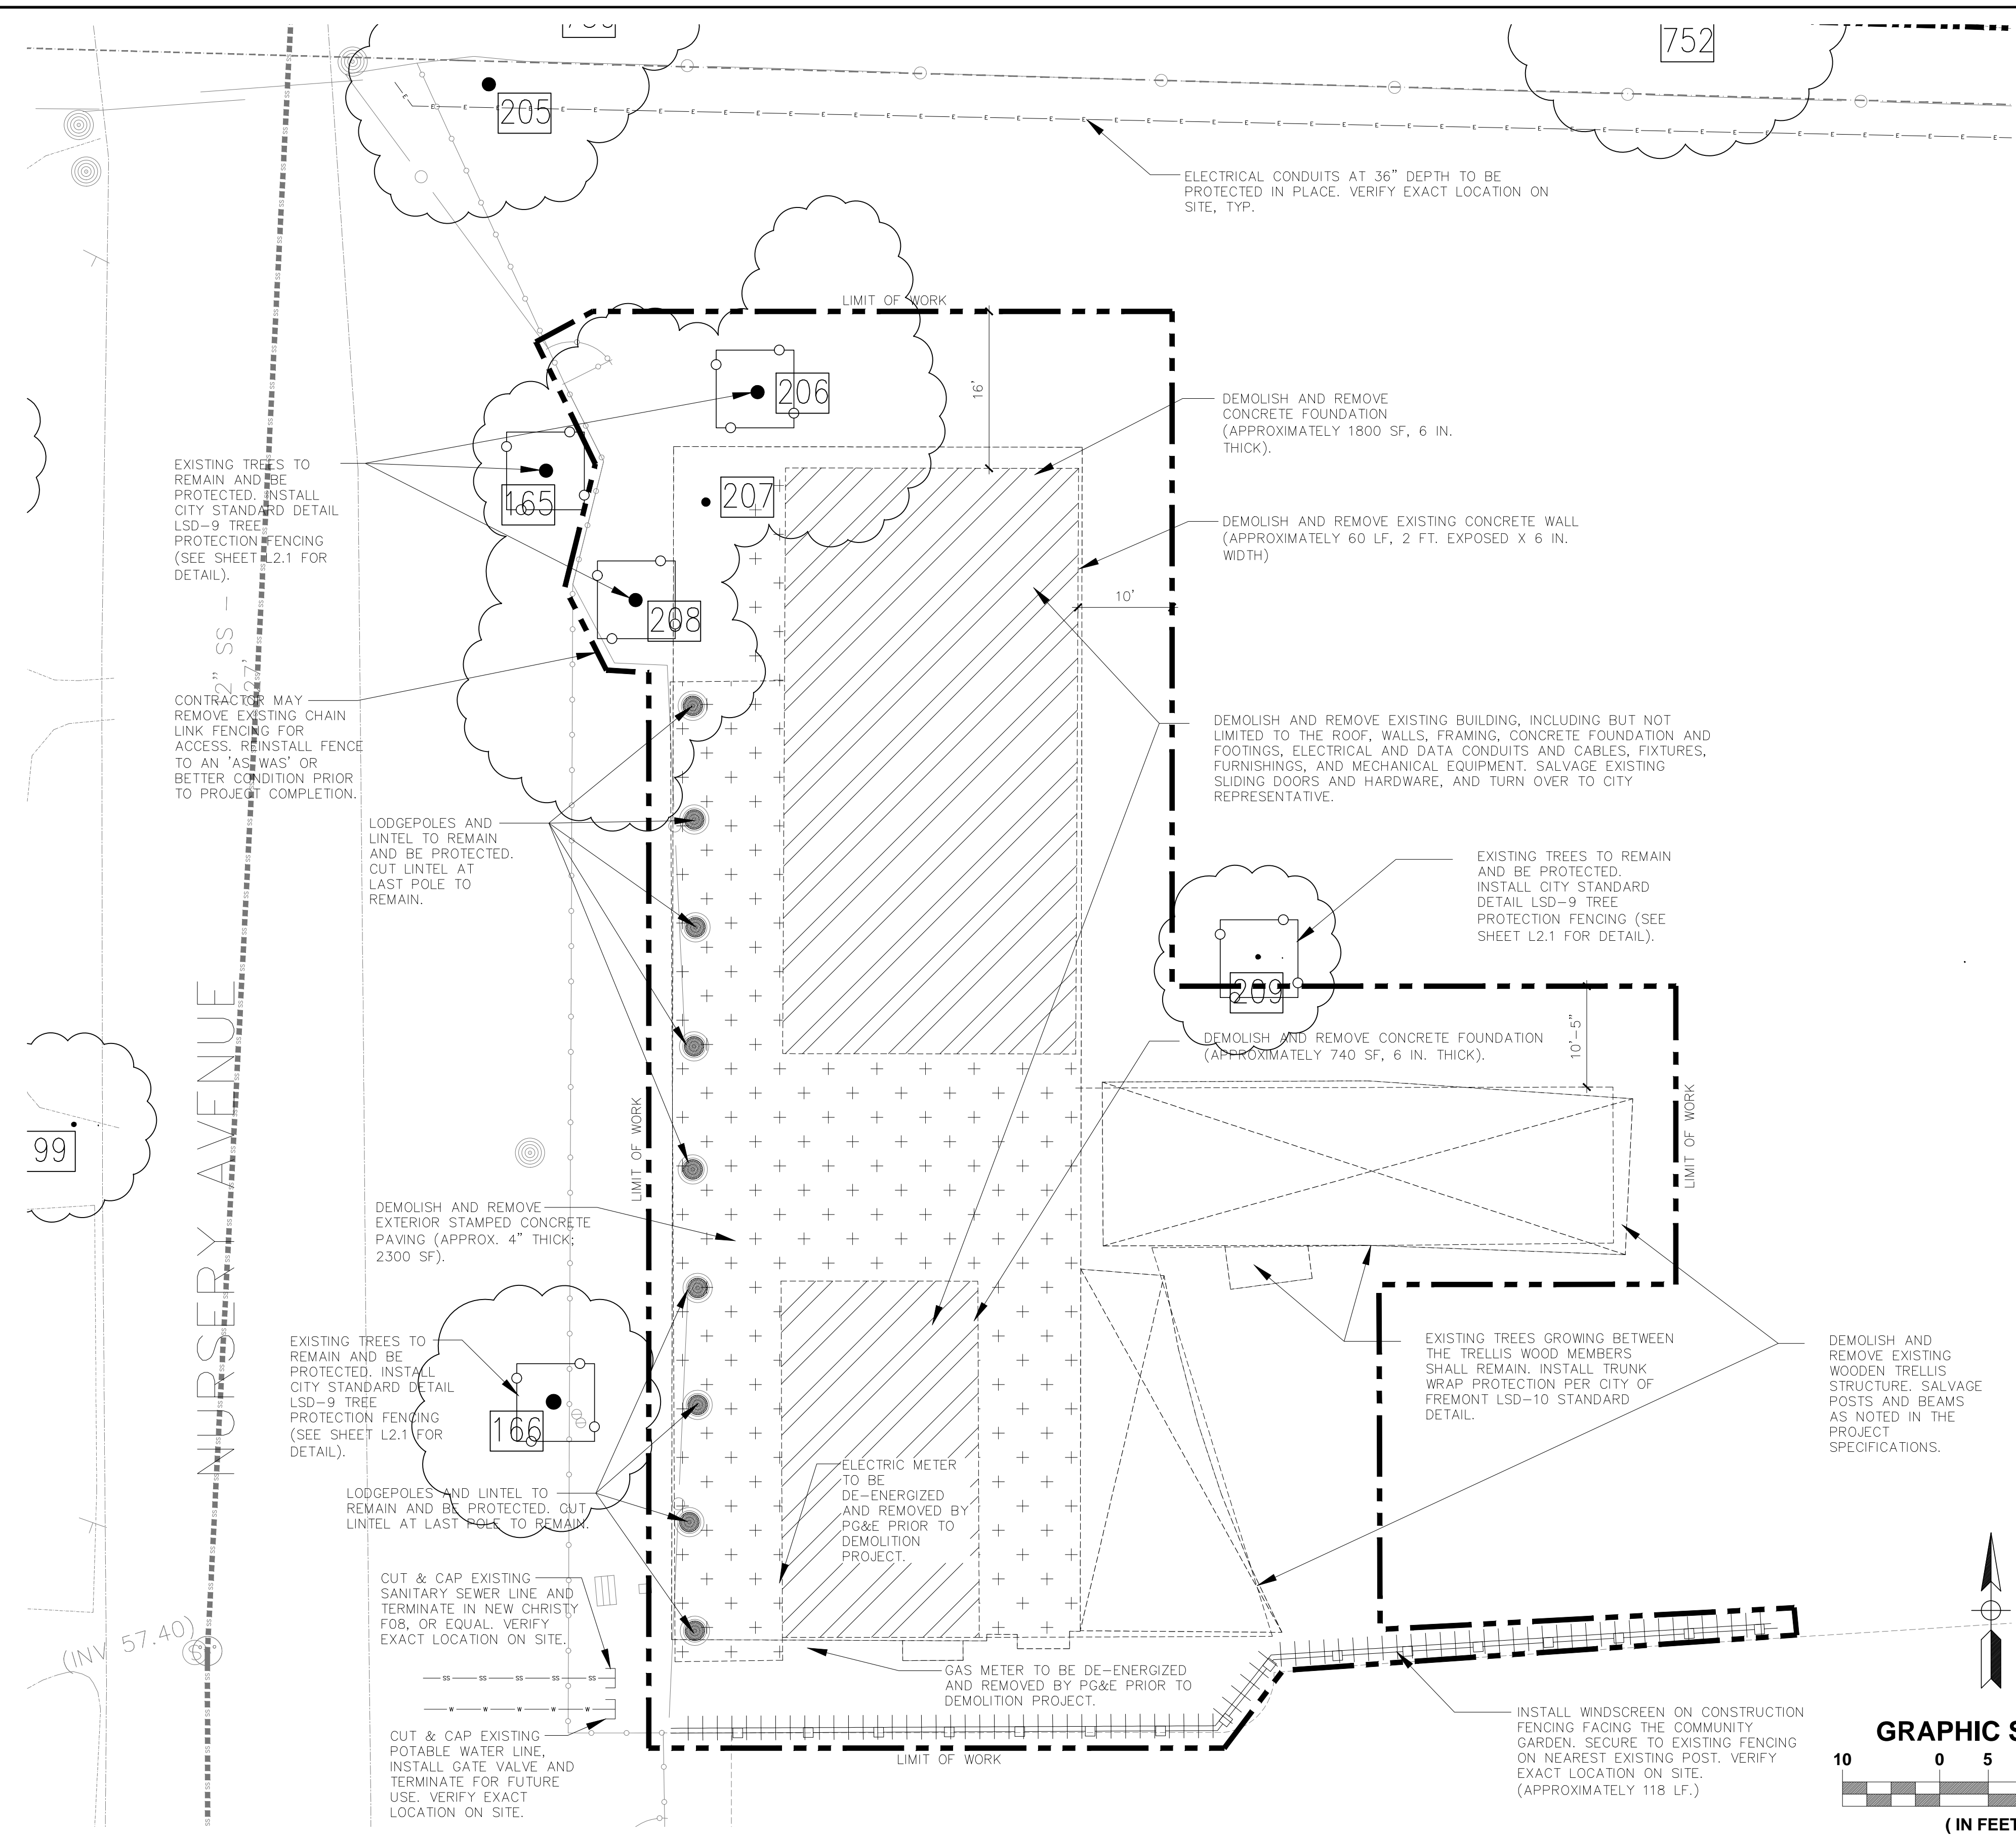 752
205
ELECTRICAL CONDUITS AT 36" DEPTH TO BE
PROTECTED IN PLACE. VERIFY EXACT LOCATION ON
SITE, TYP.
LIMIT OF WORK
16'
206
DEMOLISH AND REMOVE
CONCRETE FOUNDATION
(APPROXIMATELY 1800 SF, 6 IN.
THICK).
EXISTING TREES TO
REMAIN AND BE
PROTECTED. INSTALL
CITY STANDARD DETAIL
LSD-9 TREE
PROTECTION FENCING
(SEE SHEET L2.1 FOR
DETAIL).
165
207
DEMOLISH AND REMOVE EXISTING CONCRETE WALL
(APPROXIMATELY 60 LF, 2 FT. EXPOSED X 6 IN.
WIDTH)
10'
208
CONTRACTOR MAY
REMOVE EXISTING CHAIN
LINK FENCING FOR
ACCESS. REINSTALL FENCE
TO AN 'AS WAS' OR
BETTER CONDITION PRIOR
TO PROJECT COMPLETION.
DEMOLISH AND REMOVE EXISTING BUILDING, INCLUDING BUT NOT
LIMITED TO THE ROOF, WALLS, FRAMING, CONCRETE FOUNDATION AND
FOOTINGS, ELECTRICAL AND DATA CONDUITS AND CABLES, FIXTURES,
FURNISHINGS, AND MECHANICAL EQUIPMENT. SALVAGE EXISTING
SLIDING DOORS AND HARDWARE, AND TURN OVER TO CITY
REPRESENTATIVE.
LODGEPOLES AND
LINTEL TO REMAIN
AND BE PROTECTED.
CUT LINTEL AT
LAST POLE TO
REMAIN.
EXISTING TREES TO REMAIN
AND BE PROTECTED.
INSTALL CITY STANDARD
DETAIL LSD-9 TREE
PROTECTION FENCING (SEE
SHEET L2.1 FOR DETAIL).
209
DEMOLISH AND REMOVE CONCRETE FOUNDATION
(APPROXIMATELY 740 SF, 6 IN. THICK).
10'-5"
LIMIT OF WORK
LIMIT OF WORK
99
NURSERY AVENUE
DEMOLISH AND REMOVE
EXTERIOR STAMPED CONCRETE
PAVING (APPROX. 4" THICK;
2300 SF).
EXISTING TREES TO
REMAIN AND BE
PROTECTED. INSTALL
CITY STANDARD DETAIL
LSD-9 TREE
PROTECTION FENCING
(SEE SHEET L2.1 FOR
DETAIL).
166
EXISTING TREES GROWING BETWEEN
THE TRELLIS WOOD MEMBERS
SHALL REMAIN. INSTALL TRUNK
WRAP PROTECTION PER CITY OF
FREMONT LSD-10 STANDARD
DETAIL.
DEMOLISH AND
REMOVE EXISTING
WOODEN TRELLIS
STRUCTURE. SALVAGE
POSTS AND BEAMS
AS NOTED IN THE
PROJECT
SPECIFICATIONS.
ELECTRIC METER
TO BE
DE-ENERGIZED
AND REMOVED BY
PG&E PRIOR TO
DEMOLITION
PROJECT.
LODGEPOLES AND LINTEL TO
REMAIN AND BE PROTECTED. CUT
LINTEL AT LAST POLE TO REMAIN.
CUT & CAP EXISTING
SANITARY SEWER LINE AND
TERMINATE IN NEW CHRISTY
F08, OR EQUAL. VERIFY
EXACT LOCATION ON SITE.
(INV 57.40)
GAS METER TO BE DE-ENERGIZED
AND REMOVED BY PG&E PRIOR TO
DEMOLITION PROJECT.
CUT & CAP EXISTING
POTABLE WATER LINE,
INSTALL GATE VALVE AND
TERMINATE FOR FUTURE
USE. VERIFY EXACT
LOCATION ON SITE.
LIMIT OF WORK
INSTALL WINDSCREEN ON CONSTRUCTION
FENCING FACING THE COMMUNITY
GARDEN. SECURE TO EXISTING FENCING
ON NEAREST EXISTING POST. VERIFY
EXACT LOCATION ON SITE.
(APPROXIMATELY 118 LF.)
GRAPHIC S
10 0 5
( IN FEET